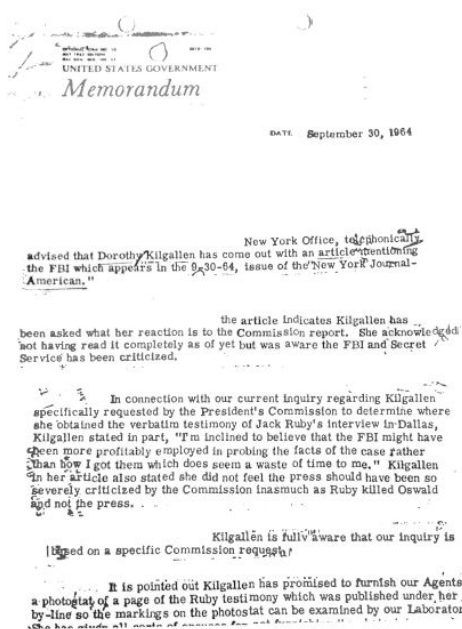 UNITED STATES GOVERNMENT
Memorandum
DATE September 30, 1964
New York Office, telephonically
advised that Dorothy Kilgallen has come out with an article mentioning
the FBI which appears in the 9-30-64, issue of the "New York Journal-
American."
the article indicates Kilgallen has
been asked what her reaction is to the Commission report. She acknowledged
not having read it completely as of yet but was aware the FBI and Secret
Service has been criticized.
In connection with our current inquiry regarding Kilgallen
specifically requested by the President's Commission to determine where
she obtained the verbatim testimony of Jack Ruby's interview in Dallas,
Kilgallen stated in part, "I'm inclined to believe that the FBI might have
been more profitably employed in probing the facts of the case rather
than how I got them which does seem a waste of time to me." Kilgallen
in her article also stated she did not feel the press should have been so
severely criticized by the Commission inasmuch as Ruby killed Oswald
and not the press.
Kilgallen is fully aware that our inquiry is
based on a specific Commission request.
It is pointed out Kilgallen has promised to furnish our Agents
a photostat of a page of the Ruby testimony which was published under her
by-line so the markings on the photostat can be examined by our Laborator